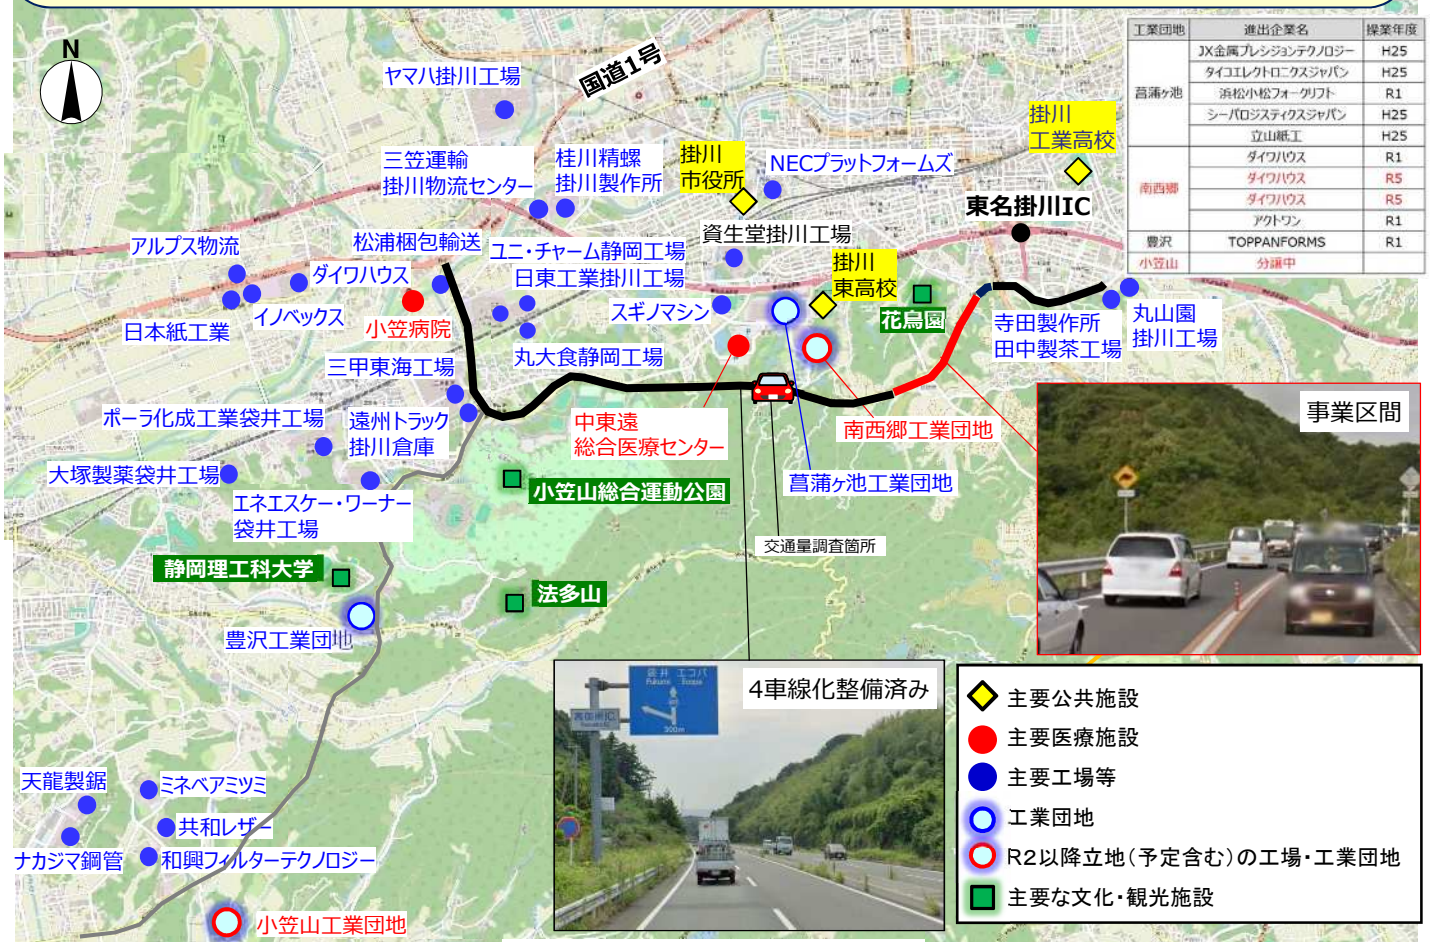 N
国道1号
ヤマハ掛川工場
三笠運輸
掛川物流センター
桂川精螺
掛川製作所
掛川
市役所
NECプラットフォームズ
掛川
工業高校
東名掛川IC
工業団地 進出企業名 操業年度
菖蒲ヶ池 JX金属プレシジョンテクノロジー H25
タイコエレクトロニクスジャパン H25
浜松小松フォークリフト R1
シーバロジスティクスジャパン H25
立山紙工 H25
南西郷 ダイワハウス R1
ダイワハウス R5
ダイワハウス R5
アクトワン R1
豊沢 TOPPANFORMS R1
小笠山 分譲中
アルプス物流
ダイワハウス
松浦梱包輸送
ユニ・チャーム静岡工場
日東工業掛川工場
資生堂掛川工場
掛川
東高校
日本紙工業
イノベックス
小笠病院
丸大食静岡工場
スギノマシン
花鳥園
寺田製作所
田中製茶工場
丸山園
掛川工場
三甲東海工場
ポーラ化成工業袋井工場
遠州トラック
掛川倉庫
中東遠
総合医療センター
南西郷工業団地
事業区間
大塚製薬袋井工場
エネエスケー・ワーナー
袋井工場
小笠山総合運動公園
菖蒲ヶ池工業団地
交通量調査箇所
静岡理工科大学
法多山
豊沢工業団地
4車線化整備済み
袋井 エコパ
Fukuroi Ecopa
300m
天龍製鋸
ミネベアミツミ
共和レザー
ナカジマ鋼管
和興フィルターテクノロジー
小笠山工業団地
主要公共施設
主要医療施設
主要工場等
工業団地
R2以降立地(予定含む)の工場・工業団地
主要な文化・観光施設